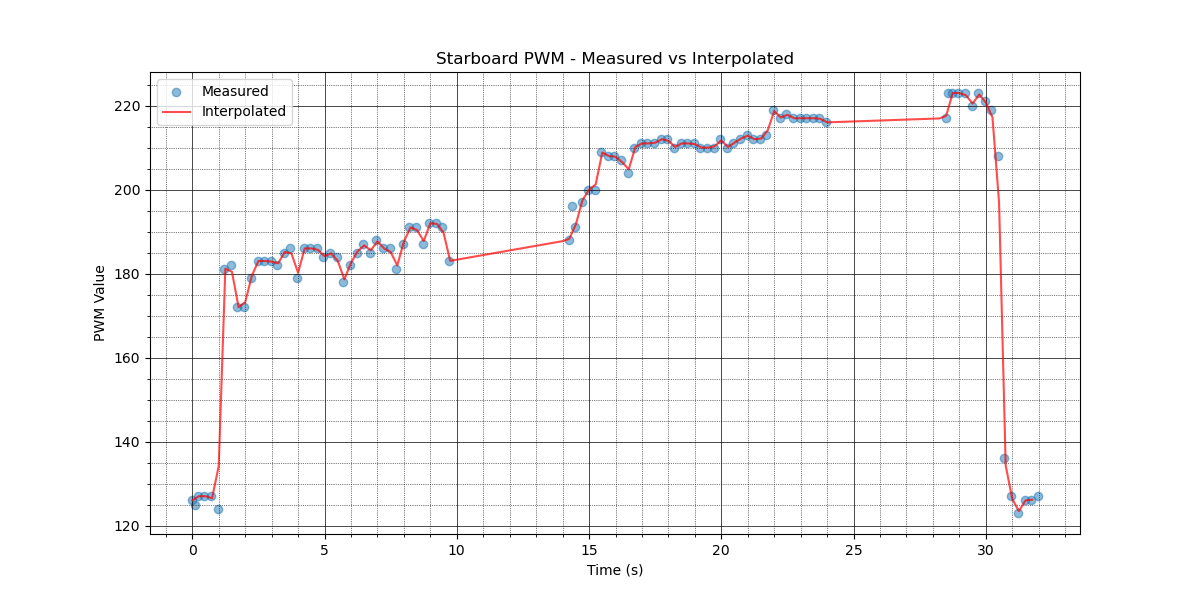 Starboard PWM - Measured vs Interpolated
Measured
Interpolated
220
200
180
160
140
120
PWM Value
0 5 10 15 20 25 30
Time (s)